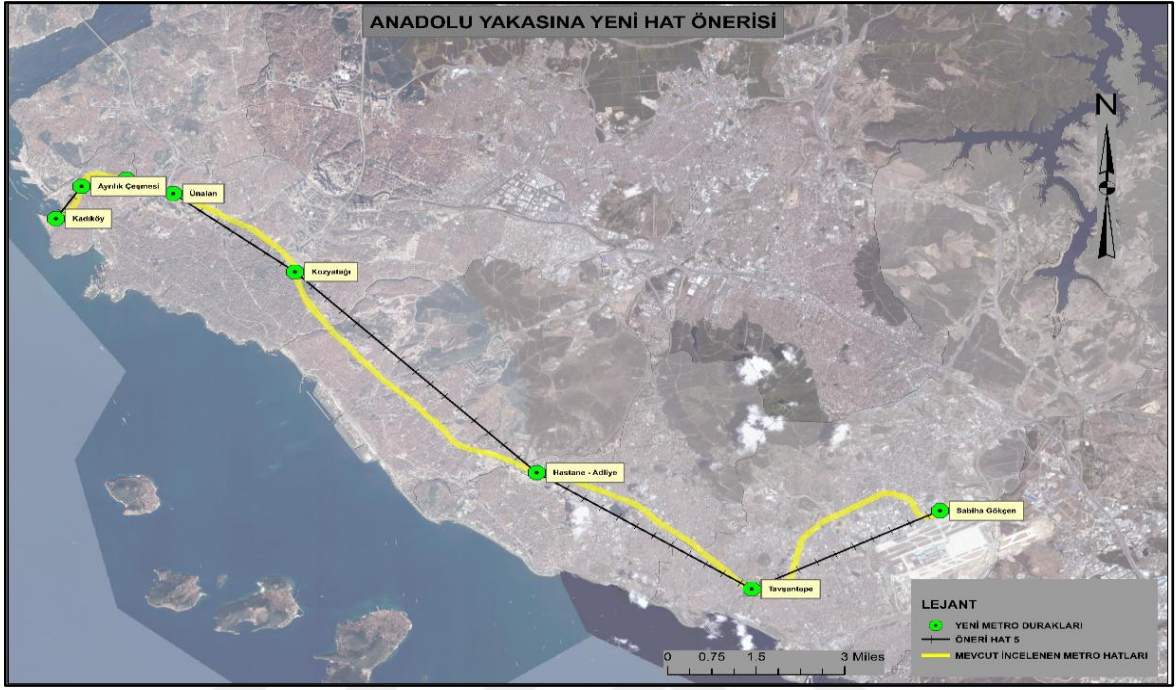 ANADOLU YAKASINA YENİ HAT ÖNERİSİ
N
Ayrılık Çeşmesi
Ünalan
Kadıköy
Kozyatağı
Hastane - Adliye
Sabiha Gökçen
Tavşantepe
LEJANT
YENİ METRO DURAKLARI
ÖNERİ HAT 5
MEVCUT İNCELENEN METRO HATLARI
0 0.75 1.5 3 Miles